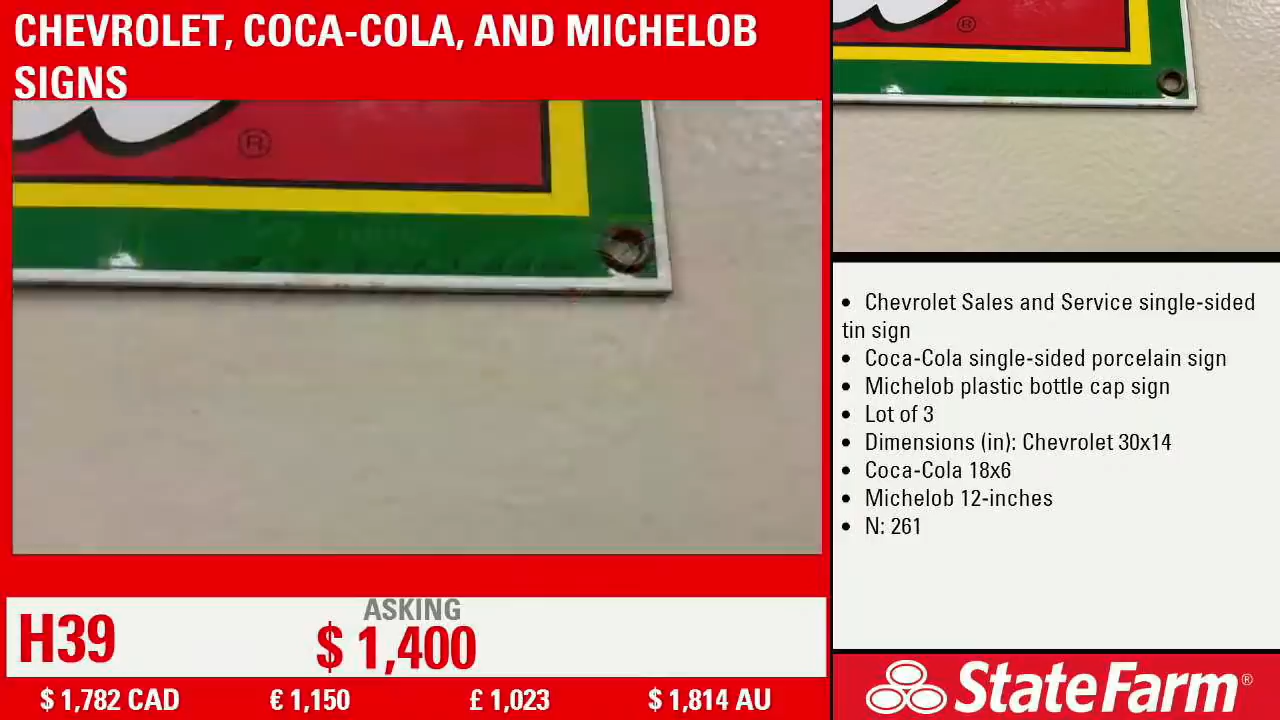 CHEVROLET, COCA-COLA, AND MICHELOB
SIGNS
®
®
• Chevrolet Sales and Service single-sided
tin sign
• Coca-Cola single-sided porcelain sign
• Michelob plastic bottle cap sign
• Lot of 3
• Dimensions (in): Chevrolet 30x14
• Coca-Cola 18x6
• Michelob 12-inches
• N: 261
ASKING
H39
$ 1,400
$ 1,782 CAD
€ 1,150
£ 1,023
$ 1,814 AU
StateFarm®